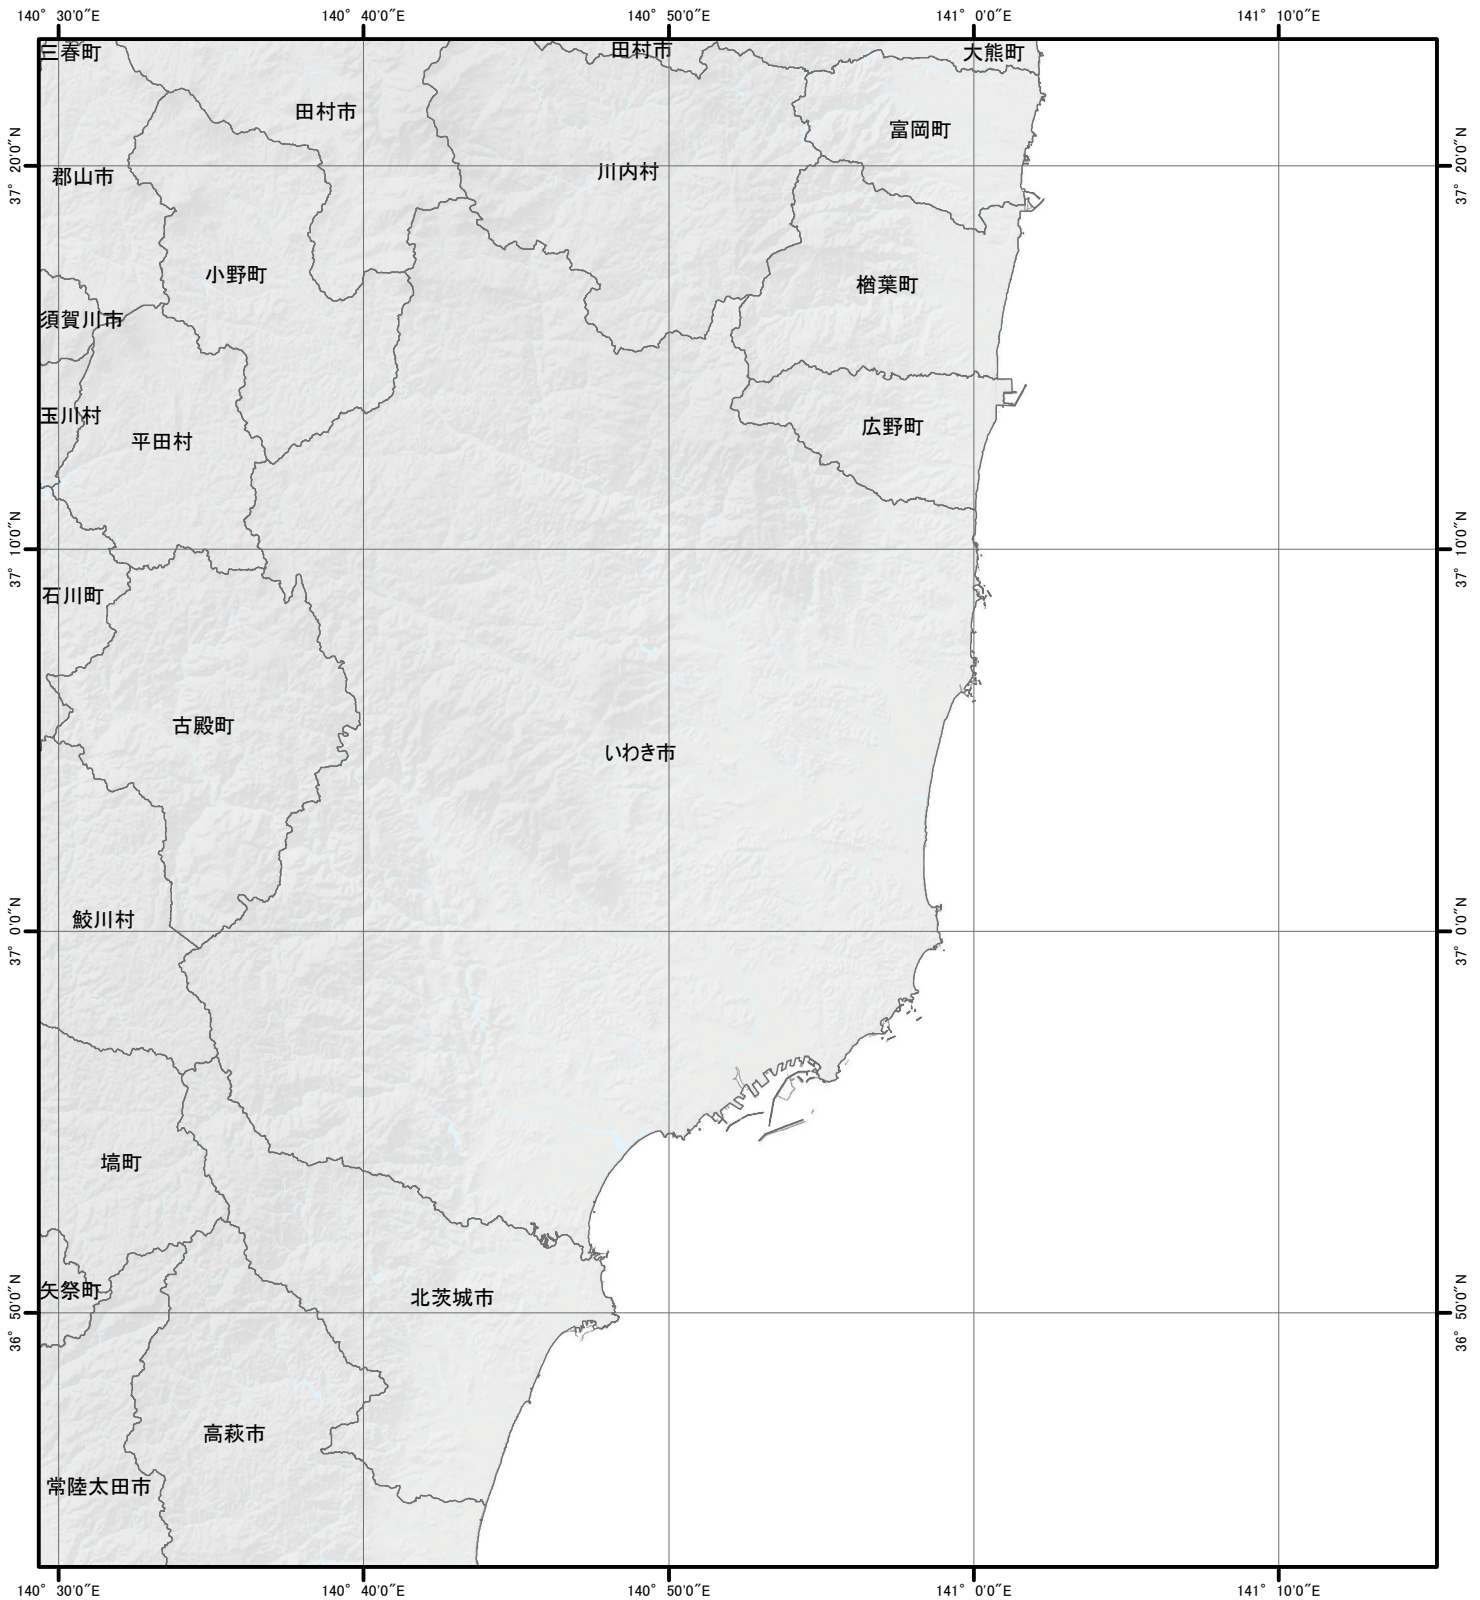 140° 30'0"E
140° 40'0"E
140° 50'0"E
141° 0'0"E
141° 10'0"E
三春町
田村市
大熊町
田村市
富岡町
37° 20'0"N
37° 20'0"N
川内村
郡山市
小野町
楢葉町
須賀川市
玉川村
平田村
広野町
37° 10'0"N
37° 10'0"N
石川町
古殿町
いわき市
鮫川村
37° 0'0"N
37° 0'0"N
塙町
矢祭町
北茨城市
36° 50'0"N
36° 50'0"N
高萩市
常陸太田市
140° 30'0"E
140° 40'0"E
140° 50'0"E
141° 0'0"E
141° 10'0"E